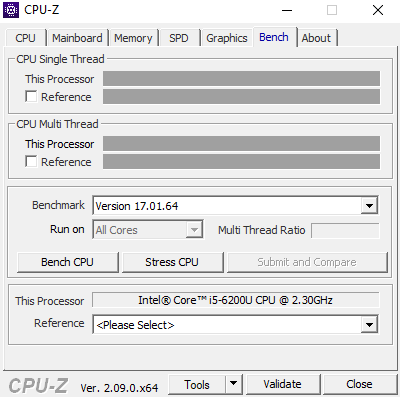 CPU-Z
CPU Mainboard Memory SPD Graphics Bench About
CPU Single Thread
This Processor
Reference
CPU Multi Thread
This Processor
Reference
Benchmark Version 17.01.64
Run on All Cores Multi Thread Ratio
Bench CPU Stress CPU Submit and Compare
This Processor Intel® Core™ i5-6200U CPU @ 2.30GHz
Reference <Please Select>
CPU-Z Ver. 2.09.0.x64 Tools Validate Close